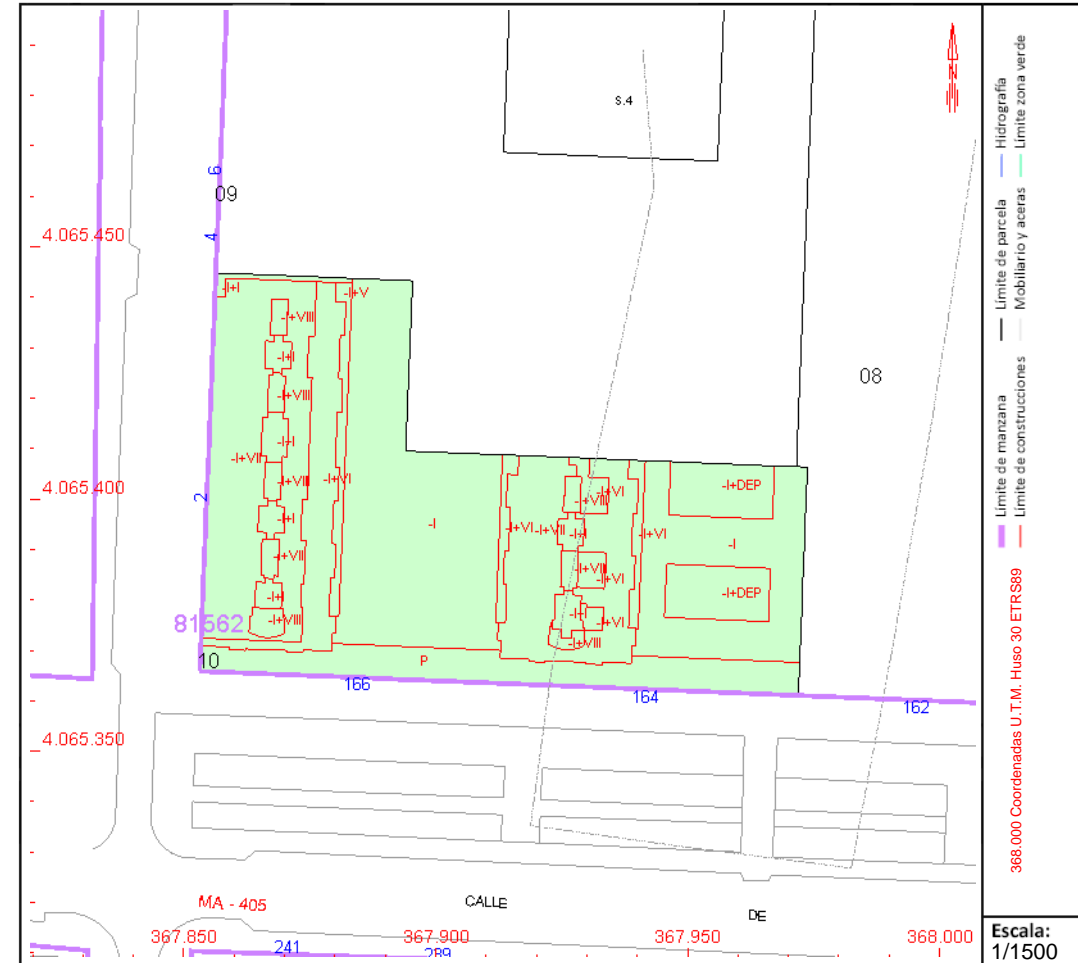 S.4
6
09
4
4.065.450
-I+I
-I+V
-I+VIII
-I+I
08
-I+VIII
-I+I
-I+VII
-I+VII
-I+VI
4.065.400
2
-I+I
-I
-I+VII
-I+I
-I+VIII
-I+DEP
-I+VI
-I+VII
-I+VI
-I+VII
-I+I
-I+VI
-I
-I+VII
-I+VI
-I+DEP
-I+I
-I+VI
-I+VIII
81562
10
P
166
164
162
4.065.350
MA - 405
CALLE
DE
367.850
367.900
367.950
368.000
241
289
N
Límite de manzana
Límite de parcela
Hidrografía
Límite de construcciones
Mobiliario y aceras
Límite zona verde
368.000 Coordenadas U.T.M. Huso 30 ETRS89
Escala:
1/1500